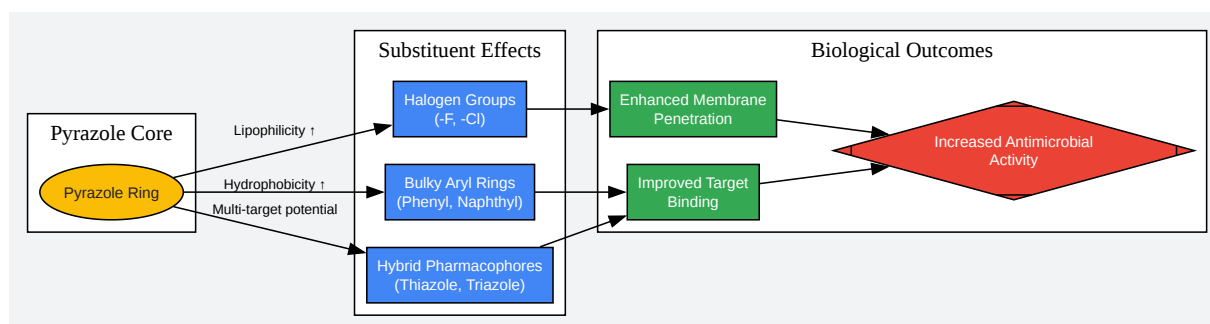 Pyrazole Core
Pyrazole Ring
Lipophilicity ↑
Hydrophobicity ↑
Multi-target potential
Substituent Effects
Halogen Groups
(-F, -Cl)
Bulky Aryl Rings
(Phenyl, Naphthyl)
Hybrid Pharmacophores
(Thiazole, Triazole)
Biological Outcomes
Enhanced Membrane
Penetration
Improved Target
Binding
Increased Antimicrobial
Activity